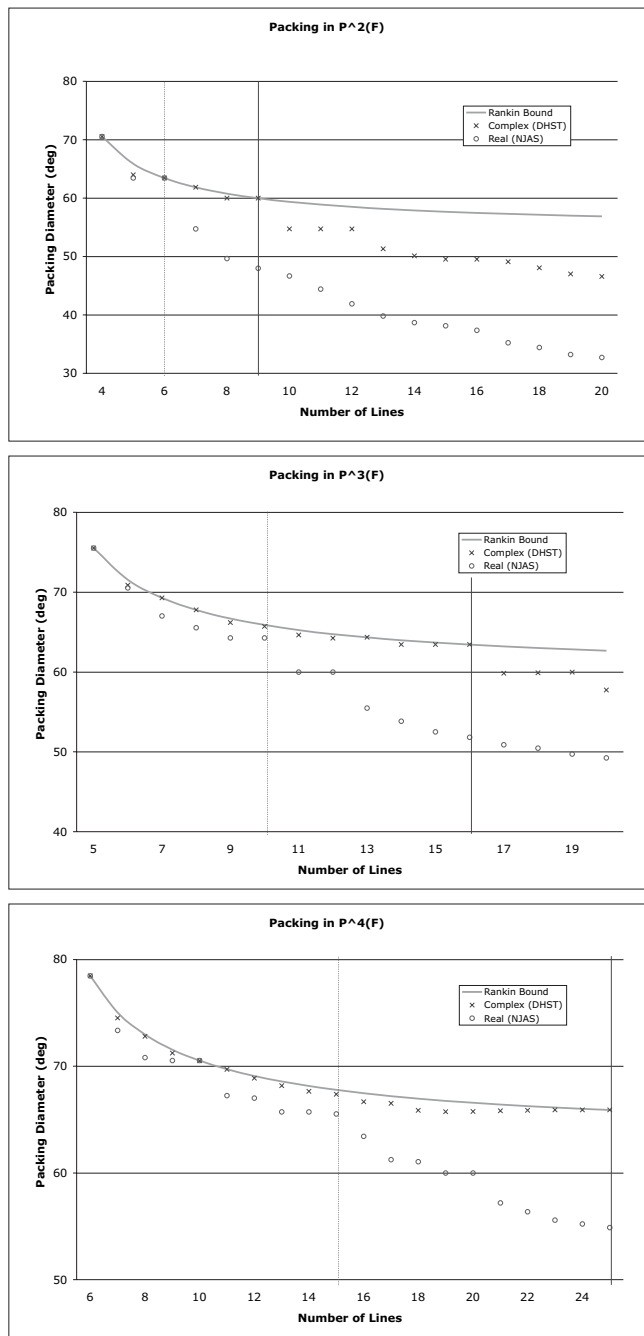 Packing in P^2(F)
80
70
60
50
40
30
Packing Diameter (deg)
Rankin Bound
Complex (DHST)
Real (NJAS)
4 6 8 10 12 14 16 18 20
Number of Lines
Packing in P^3(F)
80
70
60
50
40
Packing Diameter (deg)
Rankin Bound
Complex (DHST)
Real (NJAS)
5 7 9 11 13 15 17 19
Number of Lines
Packing in P^4(F)
80
70
60
50
Packing Diameter (deg)
Rankin Bound
Complex (DHST)
Real (NJAS)
6 8 10 12 14 16 18 20 22 24
Number of Lines